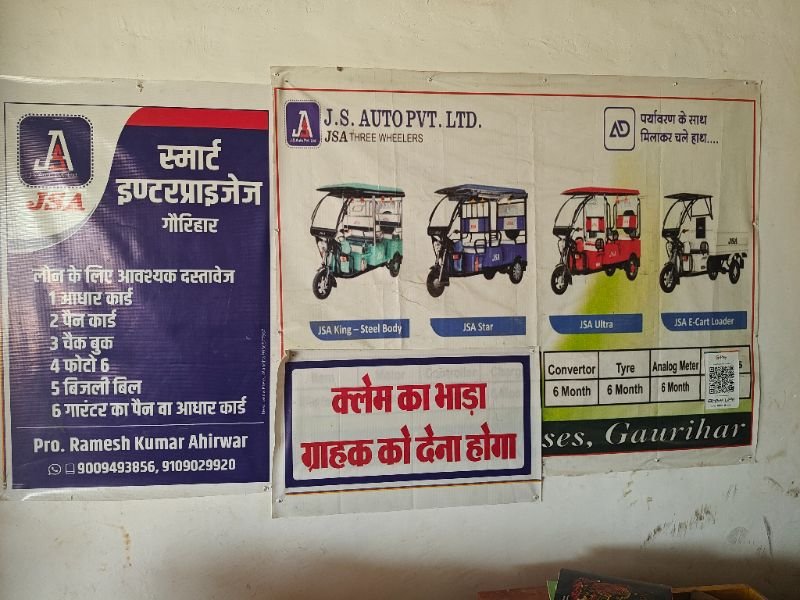 JSA
स्मार्ट
इण्टरप्राइजेज
गौरिहार
लौन के लिए आवश्यक दस्तावेज
1 आधार कार्ड
2 पैन कार्ड
3 चैक बुक
4 फोटो 6
5 बिजली बिल
6 गारंटर का पैन वा आधार कार्ड
Pro. Ramesh Kumar Ahirwar
9009493856, 9109029920
J.S. AUTO PVT. LTD.
JSA THREE WHEELERS
पर्यावरण के साथ
मिलाकर चले हाथ....
JSA King – Steel Body
JSA Star
JSA Ultra
JSA E-Cart Loader
Convertor Tyre Analog Meter
6 Month 6 Month 6 Month
क्लेम का भाड़ा
ग्राहक को देना होगा
ses, Gaurihar